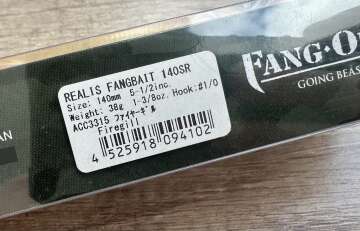 REALIS FANGBAIT 140SR
Size: 140mm 5-1/2inc.
Weight: 38g 1-3/8oz. Hook:#1/0
ACC3315 ファイヤーギル
Firegill
4 525918 094102
FANG·O
GOING BEAS
AN